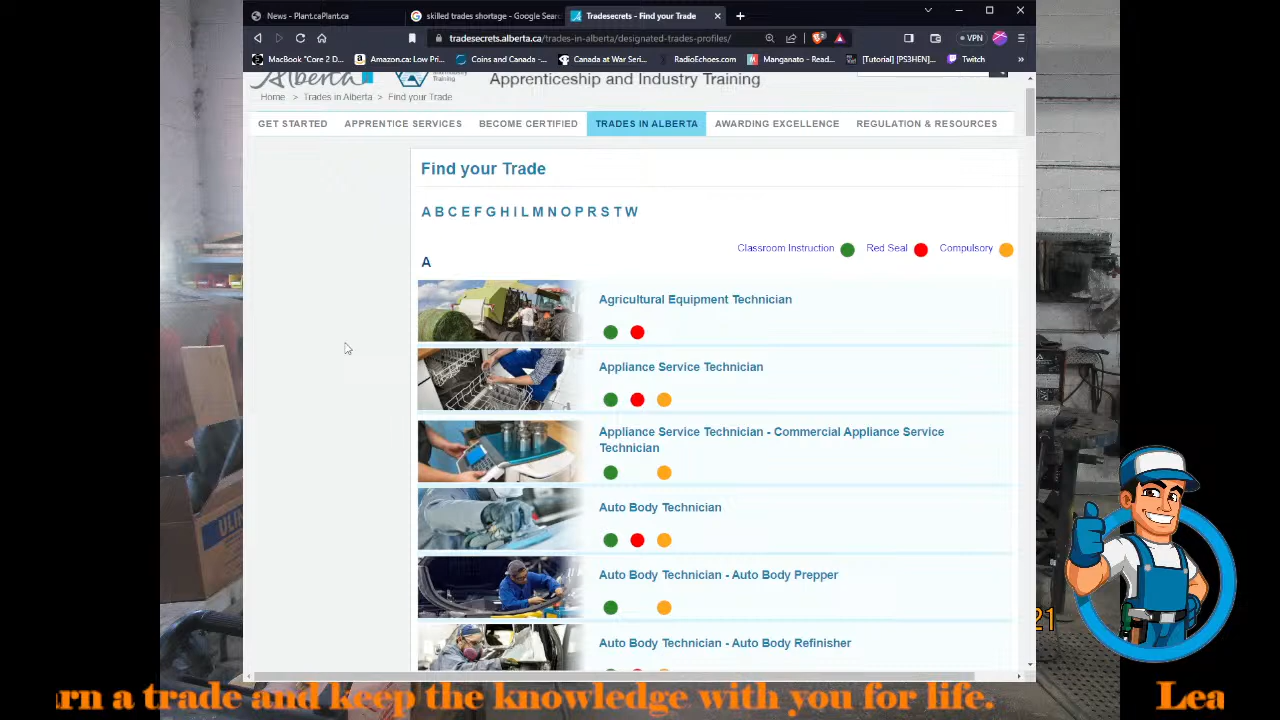 News - Plant.caPlant.ca
skilled trades shortage - Google Sear
Tradesecrets - Find your Trade
tradesecrets.alberta.ca/trades-in-alberta/designated-trades-profiles/
VPN
MacBook "Core 2 D...
Amazon.ca: Low Pri...
Coins and Canada -...
Canada at War Seri...
RadioEchoes.com
Manganato - Read...
[Tutorial] [PS3HEN]...
Twitch
»
Alberta
Training
Apprenticeship and Industry Training
Home > Trades in Alberta > Find your Trade
GET STARTED
APPRENTICE SERVICES
BECOME CERTIFIED
TRADES IN ALBERTA
AWARDING EXCELLENCE
REGULATION & RESOURCES
Find your Trade
A B C E F G H I L M N O P R S T W
Classroom Instruction
Red Seal
Compulsory
A
Agricultural Equipment Technician
Appliance Service Technician
Appliance Service Technician - Commercial Appliance Service
Technician
Auto Body Technician
Auto Body Technician - Auto Body Prepper
Auto Body Technician - Auto Body Refinisher
21
rn a trade and keep the knowledge with you for life.
Lea